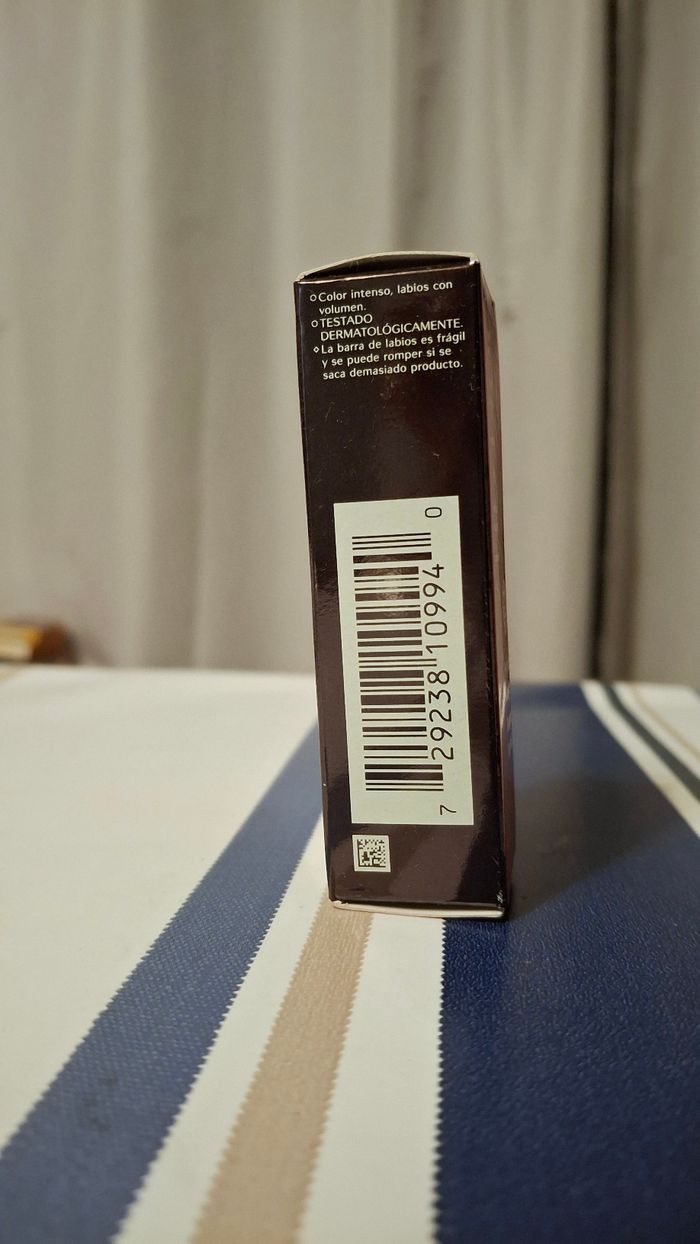 Color intenso, labios con
volumen.
TESTADO
DERMATOLÓGICAMENTE.
La barra de labios es frágil
y se puede romper si se
saca demasiado producto.
7 29238 10994 0